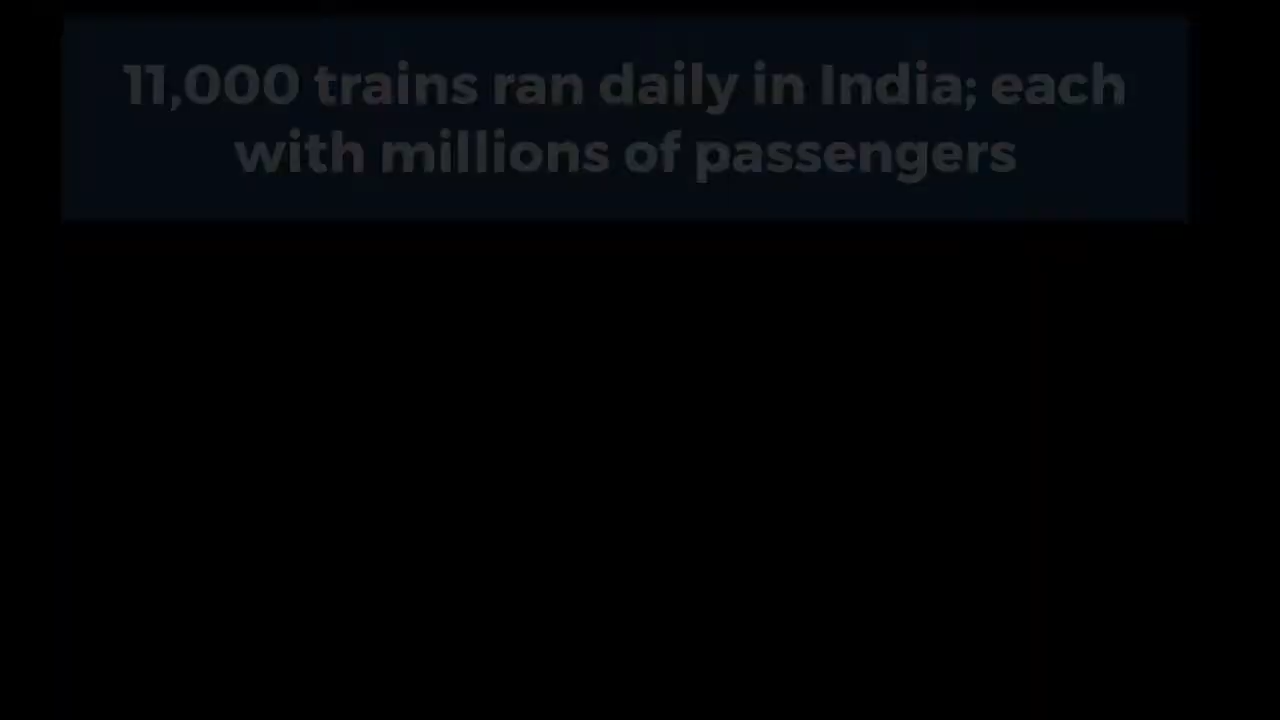 11,000 trains ran daily in India; each
with millions of passengers